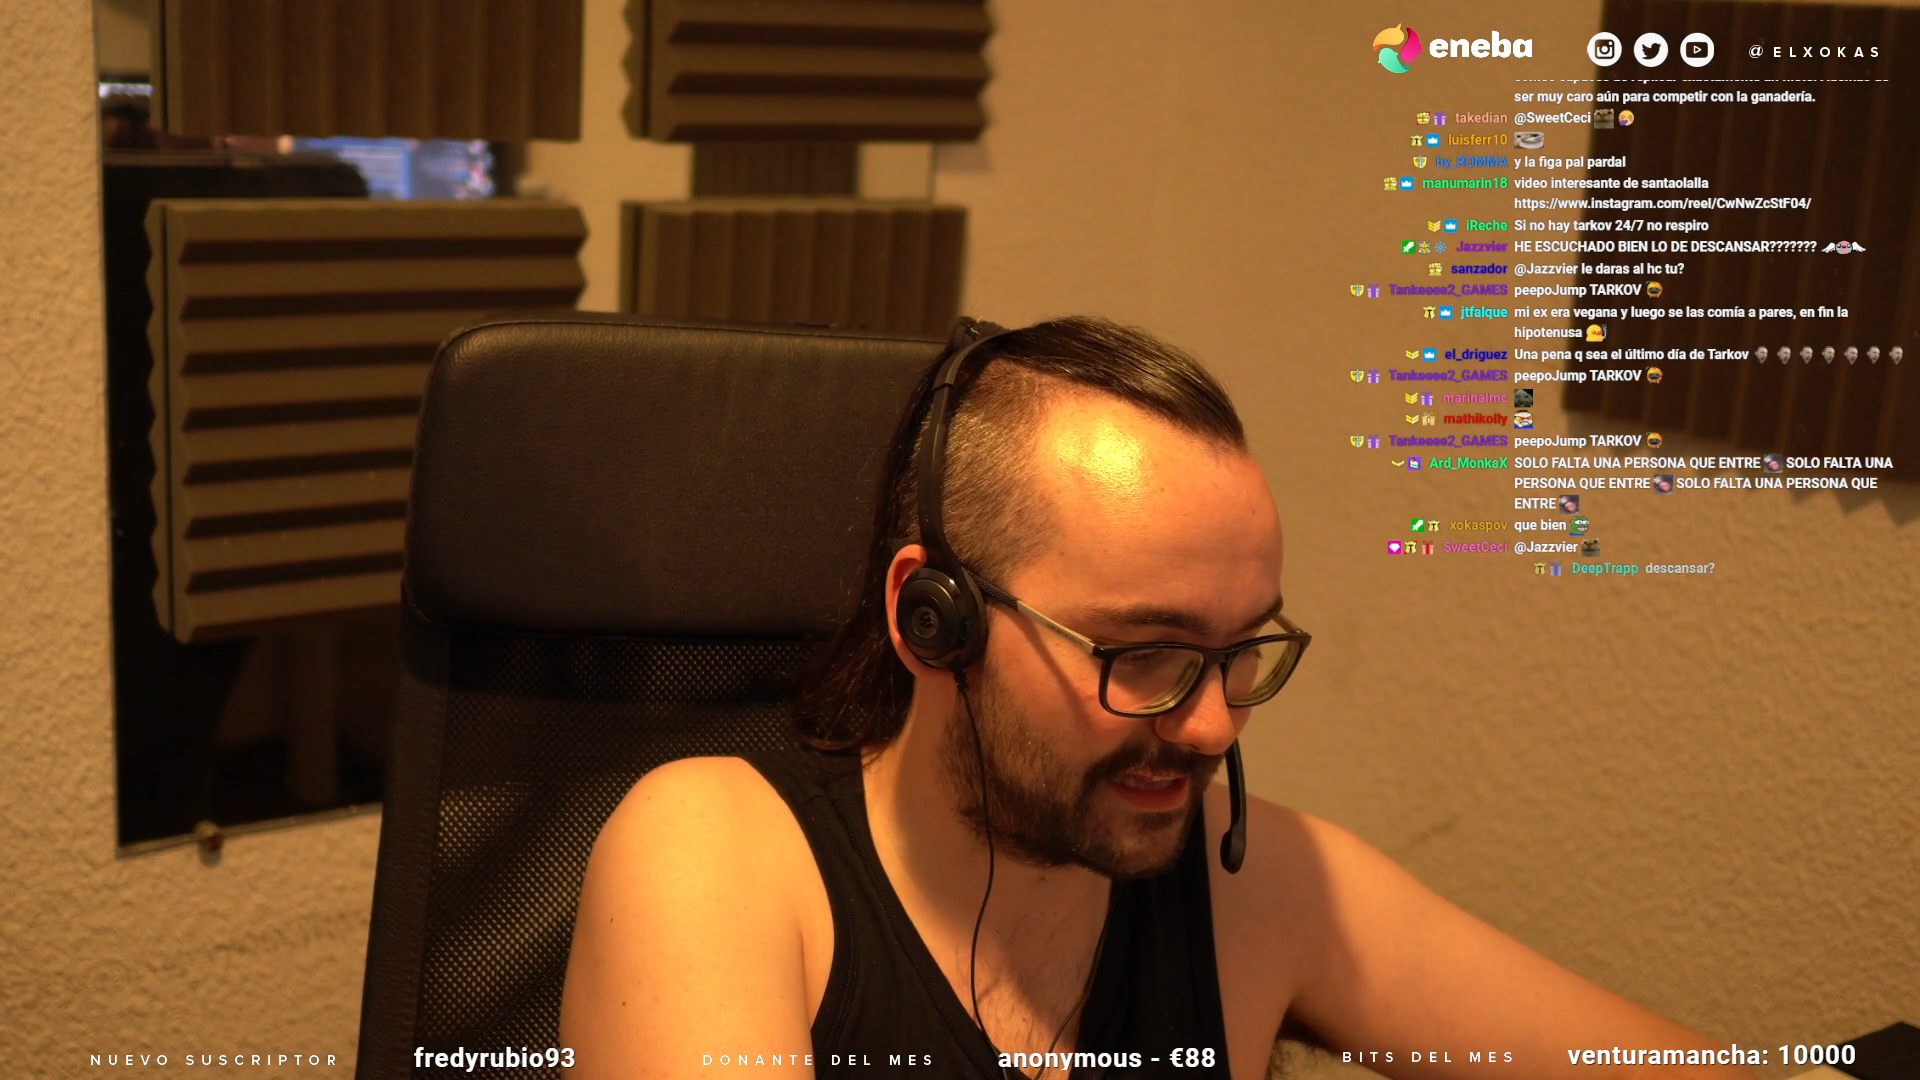 eneba
@ELXOKAS
ser muy caro aún para competir con la ganadería.
takedian @SweetCeci
luisferr10
by_ROMMA y la figa pal pardal
manumarin18 video interesante de santaolalla
https://www.instagram.com/reel/CwNwZcStF04/
iReche Si no hay tarkov 24/7 no respiro
Jazzvier HE ESCUCHADO BIEN LO DE DESCANSAR???????
sanzador @Jazzvier le daras al hc tu?
Tankeeee2_GAMES peepoJump TARKOV
jtfalque mi ex era vegana y luego se las comía a pares, en fin la
hipotenusa
el_driguez Una pena q sea el último día de Tarkov
Tankeeee2_GAMES peepoJump TARKOV
marinalmc
mathikolly
Tankeeee2_GAMES peepoJump TARKOV
Ard_MonkaX SOLO FALTA UNA PERSONA QUE ENTRE SOLO FALTA UNA
PERSONA QUE ENTRE SOLO FALTA UNA PERSONA QUE
ENTRE
xokaspov que bien
SweetCeci @Jazzvier
DeepTrapp descansar?
NUEVO SUSCRIPTOR fredyrubio93 DONANTE DEL MES anonymous - €88 BITS DEL MES venturamancha: 10000